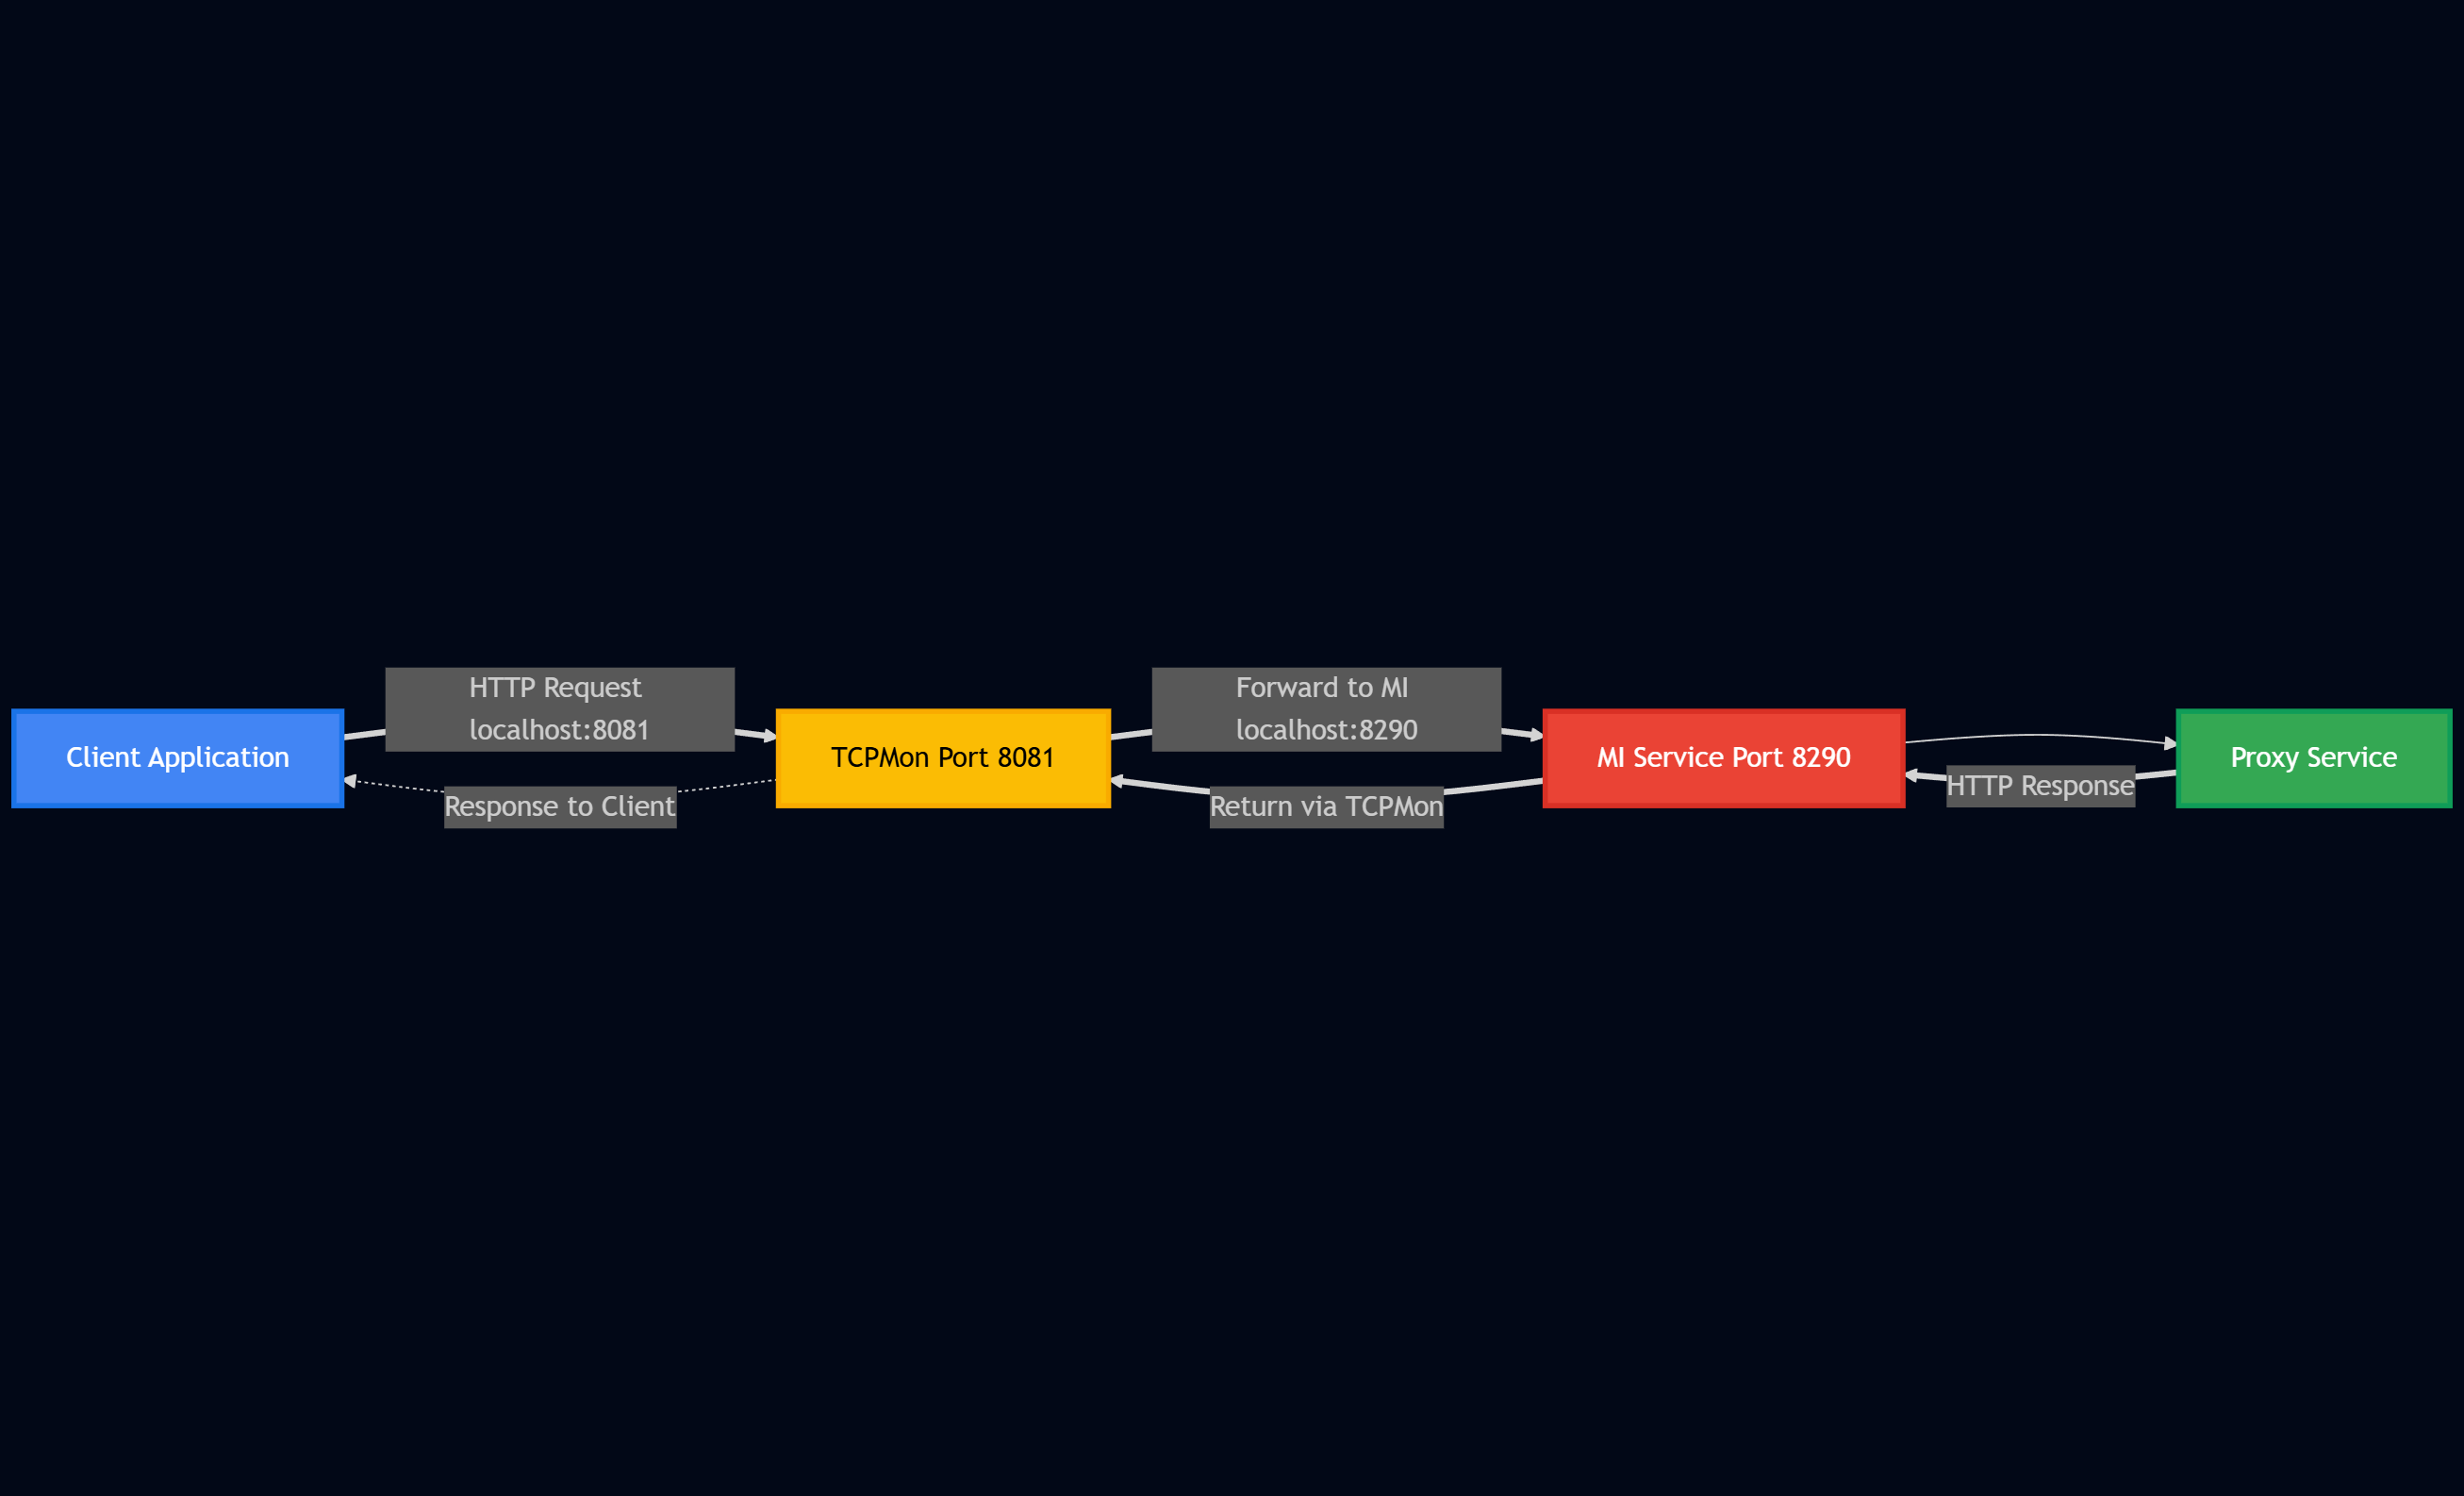 HTTP Request
localhost:8081
Forward to MI
localhost:8290
Client Application
TCPMon Port 8081
MI Service Port 8290
Proxy Service
Response to Client
Return via TCPMon
HTTP Response